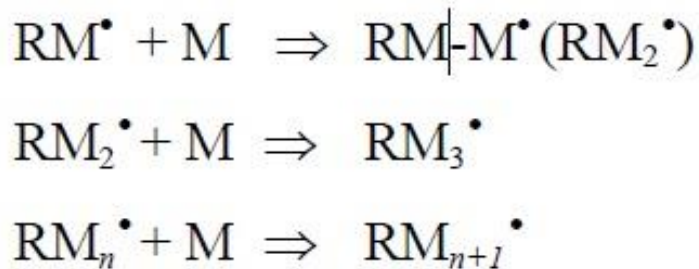 RM• + M ⇒ RM|-M•(RM₂•)
RM₂• + M ⇒ RM₃•
RMₙ• + M ⇒ RMₙ₊₁•